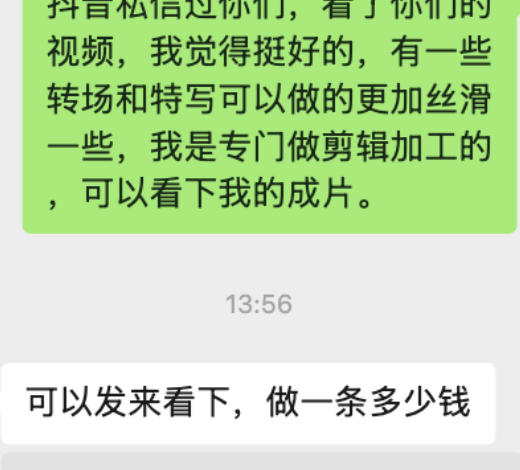 抖音私信过你们，看了你们的
视频，我觉得挺好的，有一些
转场和特写可以做的更加丝滑
一些，我是专门做剪辑加工的
，可以看下我的成片。
13:56
可以发来看下，做一条多少钱